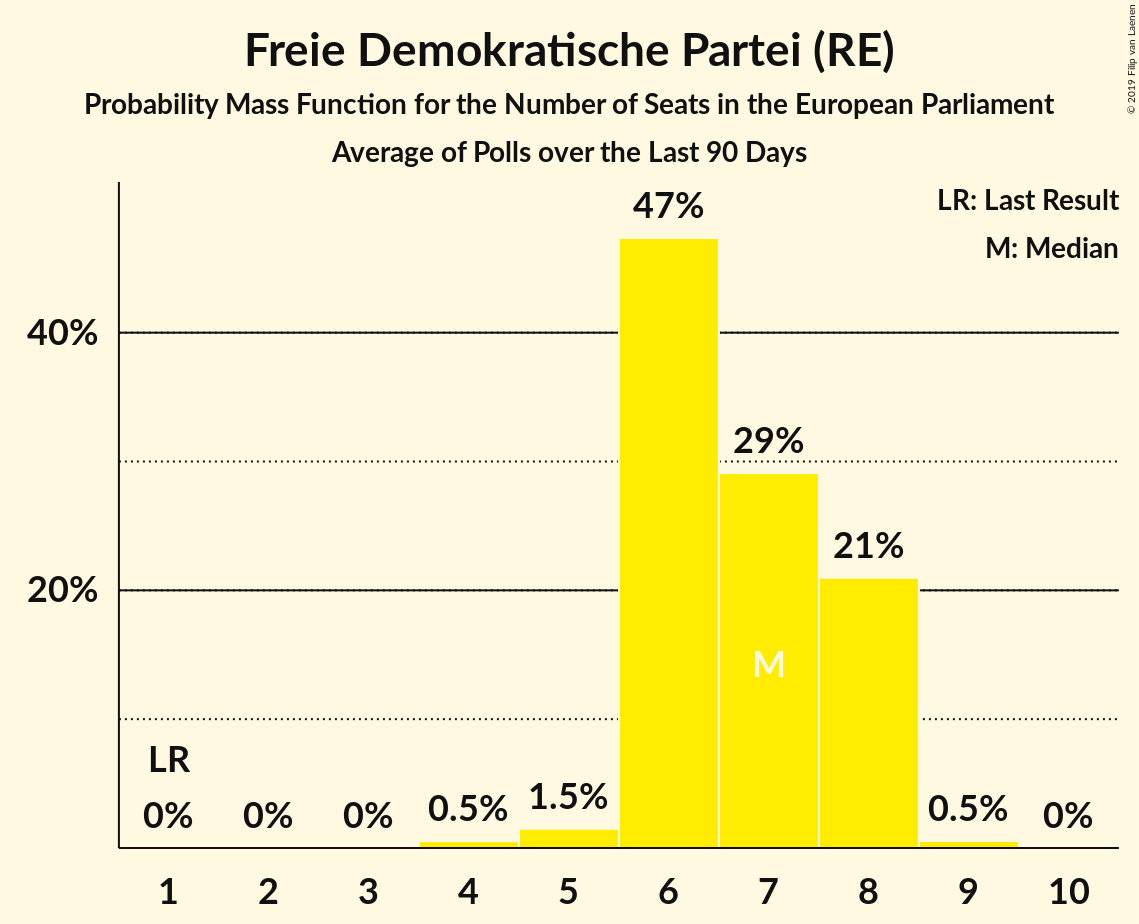 Freie Demokratische Partei (RE)
Probability Mass Function for the Number of Seats in the European Parliament
Average of Polls over the Last 90 Days
© 2019 Filip van Laenen
LR: Last Result
M: Median
47%
40%
29%
21%
20%
M
LR
0%
0%
0%
0.5%
1.5%
0.5%
0%
1 2 3 4 5 6 7 8 9 10